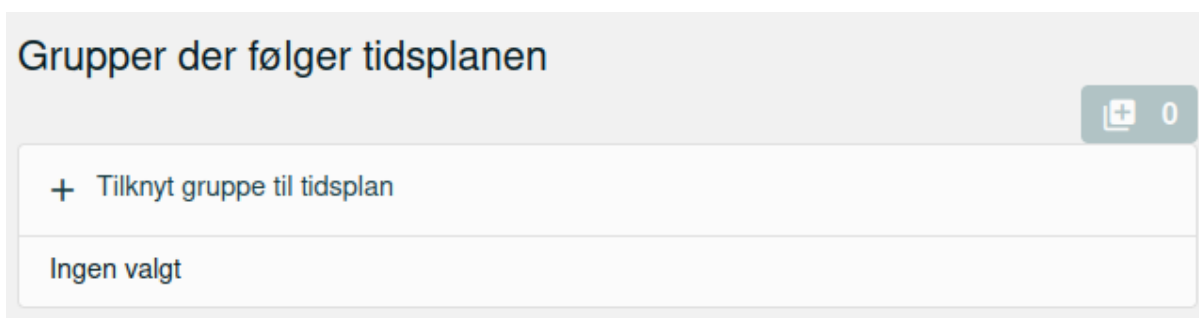 Grupper der følger tidsplanen
0
+ Tilknyt gruppe til tidsplan
Ingen valgt